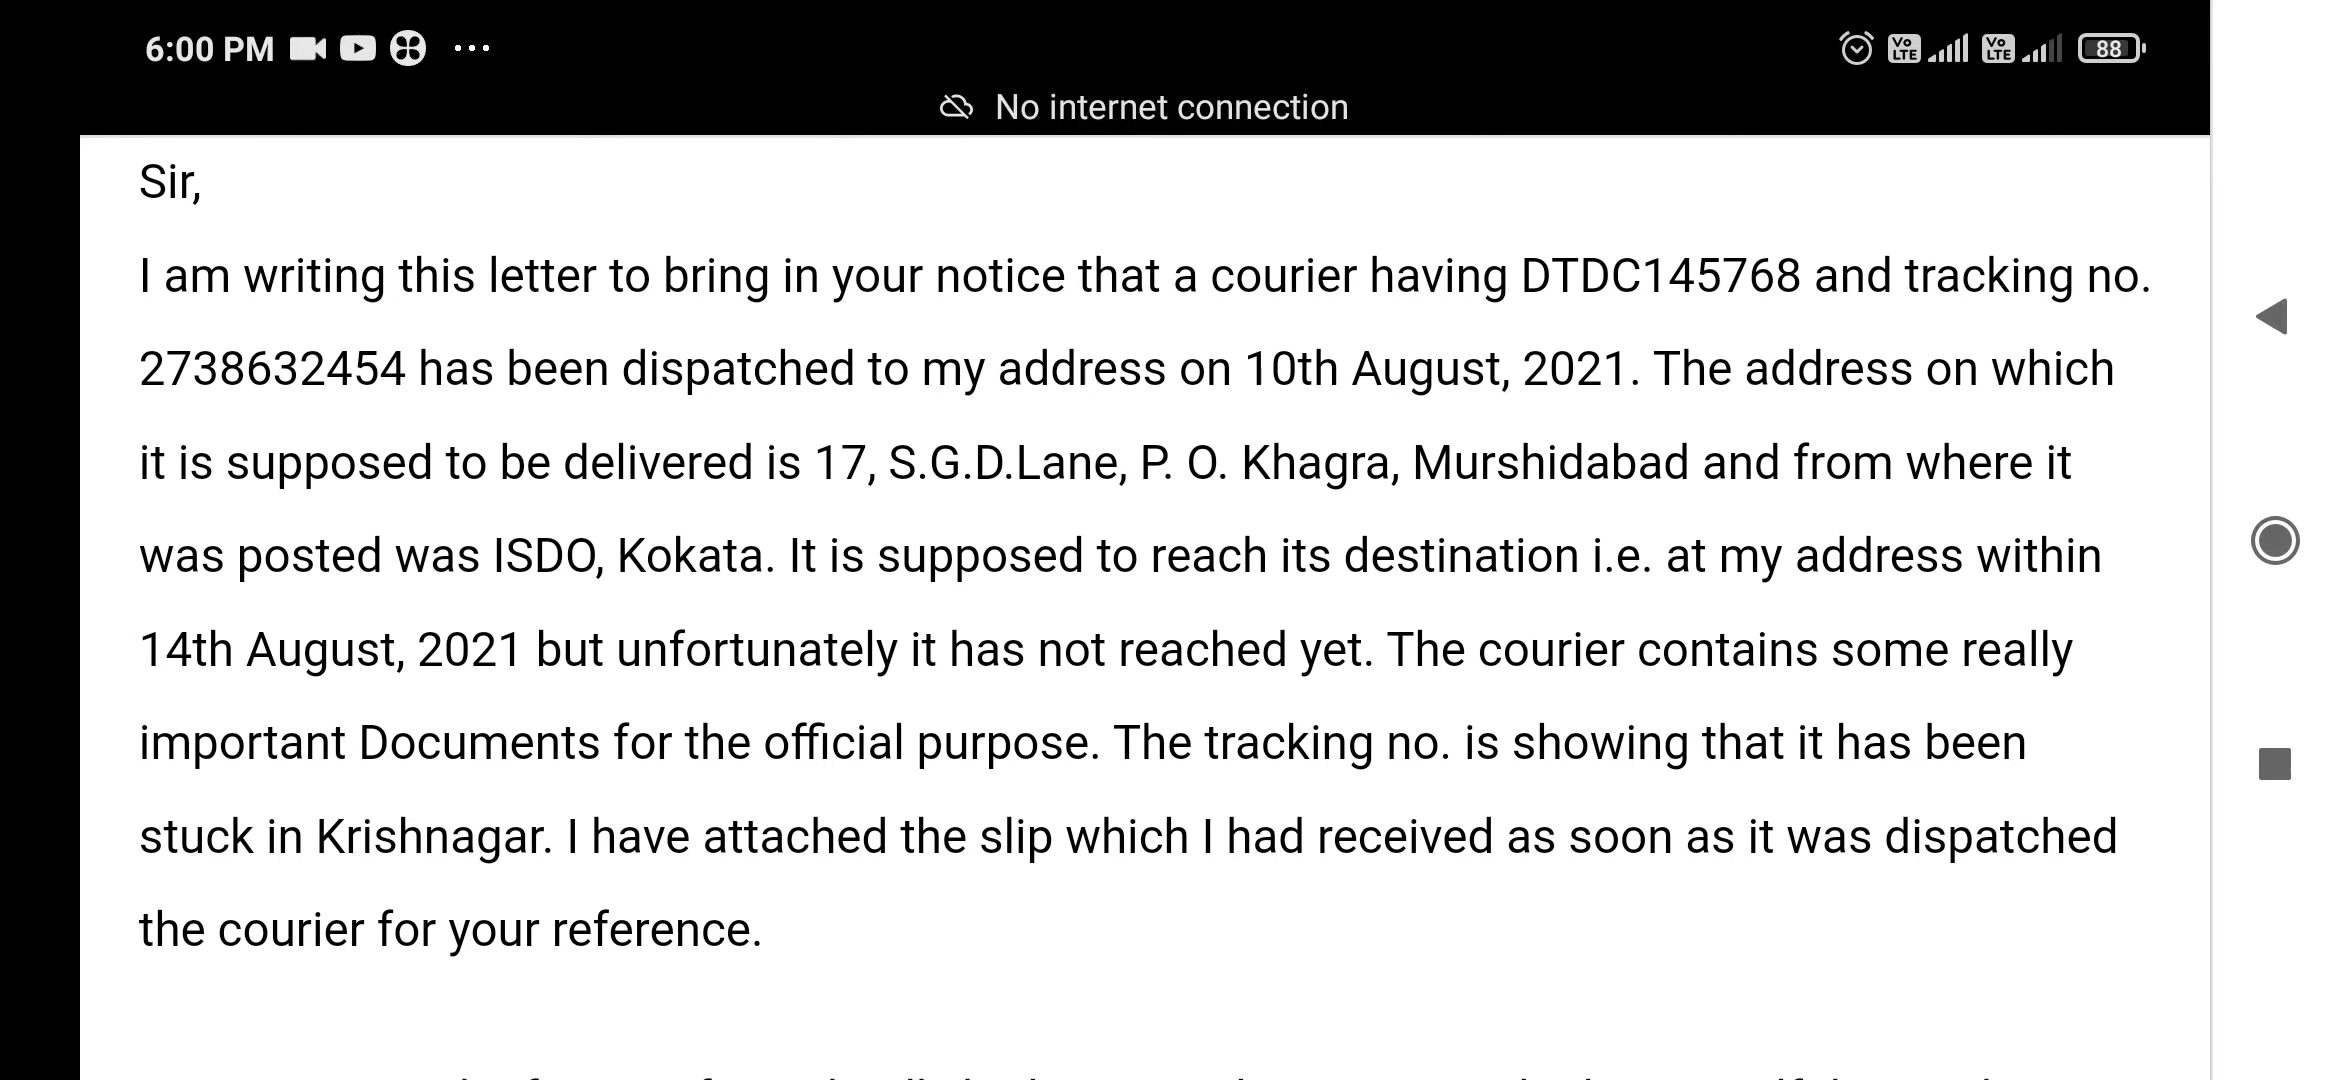 6:00 PM
Vo LTE Vo LTE 88
No internet connection
Sir,
I am writing this letter to bring in your notice that a courier having DTDC145768 and tracking no.
2738632454 has been dispatched to my address on 10th August, 2021. The address on which
it is supposed to be delivered is 17, S.G.D.Lane, P. O. Khagra, Murshidabad and from where it
was posted was ISDO, Kokata. It is supposed to reach its destination i.e. at my address within
14th August, 2021 but unfortunately it has not reached yet. The courier contains some really
important Documents for the official purpose. The tracking no. is showing that it has been
stuck in Krishnagar. I have attached the slip which I had received as soon as it was dispatched
the courier for your reference.